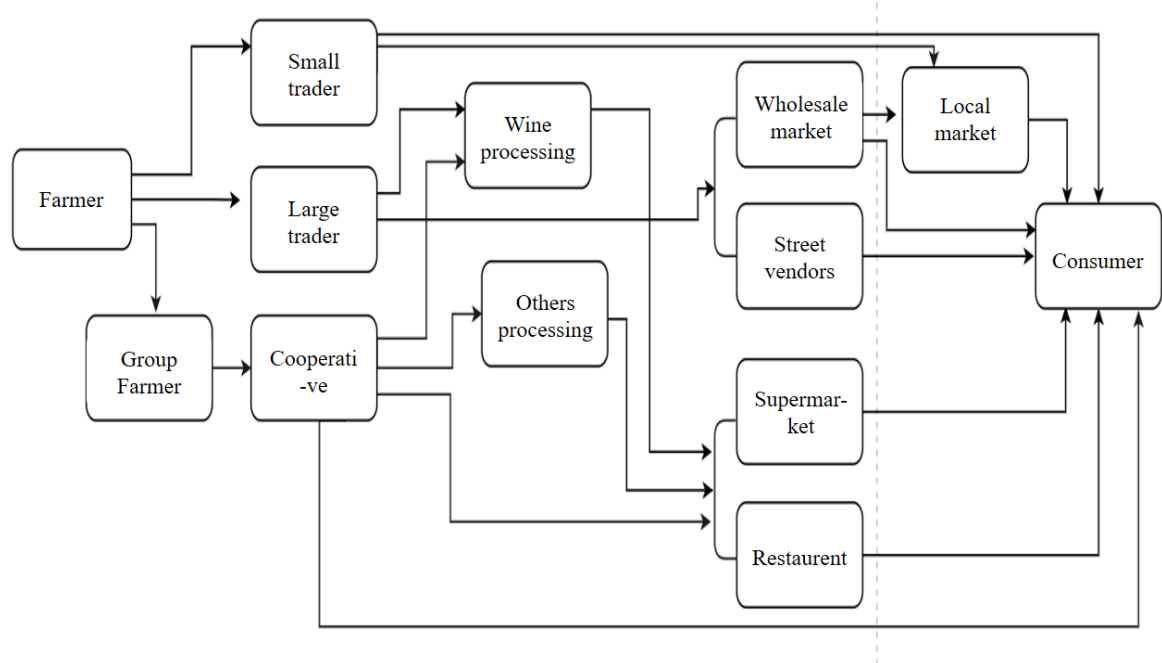 Small
trader
Wine
processing
Wholesale
market
Local
market
Farmer
Large
trader
Street
vendors
Consumer
Others
processing
Group
Farmer
Cooperati
-ve
Supermar-
ket
Restaurent